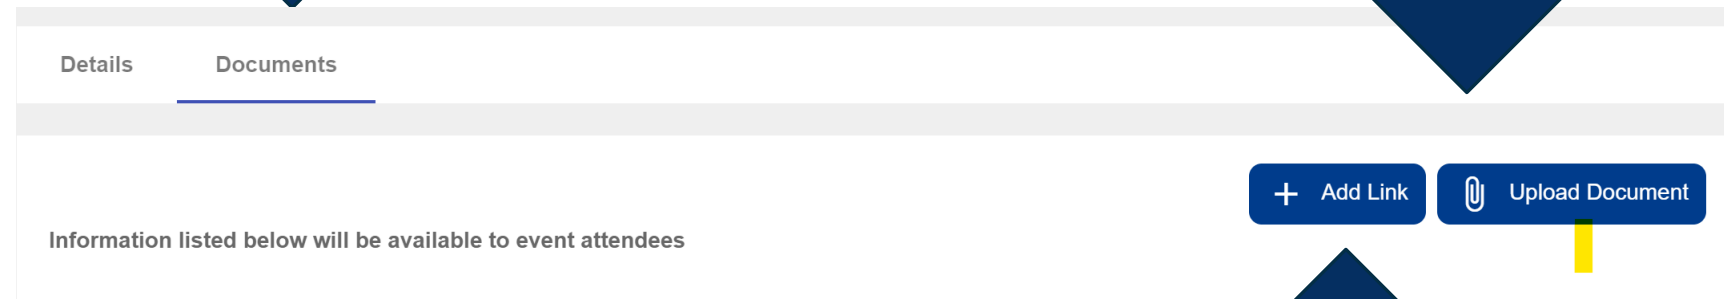 Details Documents
Add Link Upload Document
Information listed below will be available to event attendees